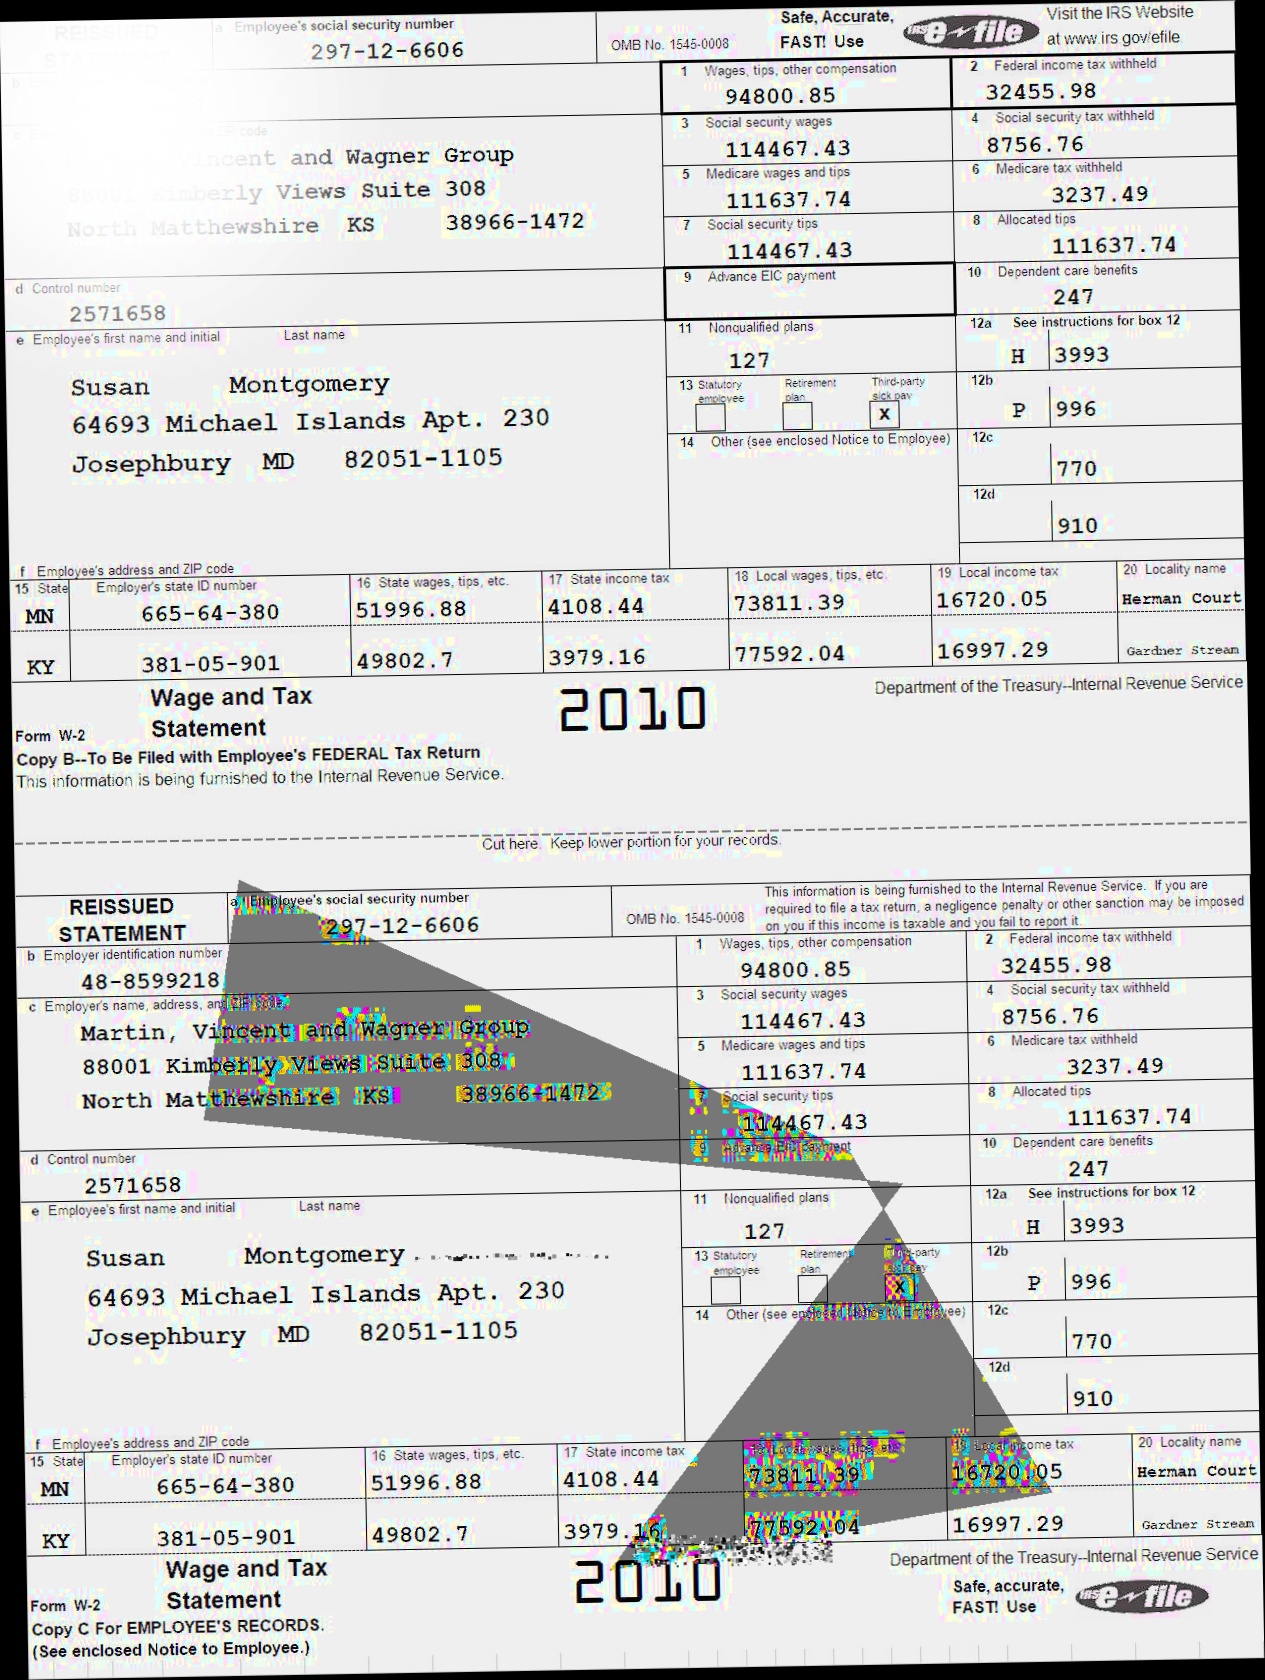 REISSUED
a Employee's social security number
297-12-6606
OMB No. 1545-0008
Safe, Accurate,
FAST! Use
IRS e-file
Visit the IRS Website
at www.irs.gov/efile.
1 Wages, tips, other compensation
94800.85
2 Federal income tax withheld
32455.98
3 Social security wages
114467.43
4 Social security tax withheld
8756.76
ZIP code
Vincent and Wagner Group
88001 Kimberly Views Suite 308
North Matthewshire KS 38966-1472
5 Medicare wages and tips
111637.74
6 Medicare tax withheld
3237.49
7 Social security tips
114467.43
8 Allocated tips
111637.74
d Control number
2571658
9 Advance EIC payment
10 Dependent care benefits
247
e Employee's first name and initial Last name
Susan Montgomery
64693 Michael Islands Apt. 230
Josephbury MD 82051-1105
11 Nonqualified plans
127
12a See instructions for box 12
H 3993
13 Statutory employee Retirement plan Third-party sick pay
X
12b
P 996
14 Other (see enclosed Notice to Employee)
12c
770
12d
910
f Employee's address and ZIP code
15 State Employer's state ID number 16 State wages, tips, etc. 17 State income tax 18 Local wages, tips, etc. 19 Local income tax 20 Locality name
MN 665-64-380 51996.88 4108.44 73811.39 16720.05 Herman Court
KY 381-05-901 49802.7 3979.16 77592.04 16997.29 Gardner Stream
Wage and Tax
Statement
Form W-2
2010
Department of the Treasury--Internal Revenue Service
Copy B--To Be Filed with Employee's FEDERAL Tax Return
This information is being furnished to the Internal Revenue Service.
Cut here. Keep lower portion for your records.
REISSUED
STATEMENT
a Employee's social security number
297-12-6606
OMB No. 1545-0008
This information is being furnished to the Internal Revenue Service. If you are
required to file a tax return, a negligence penalty or other sanction may be imposed
on you if this income is taxable and you fail to report it.
b Employer identification number
48-8599218
1 Wages, tips, other compensation
94800.85
2 Federal income tax withheld
32455.98
c Employer's name, address, and ZIP code
Martin, Vincent and Wagner Group
88001 Kimberly Views Suite 308
North Matthewshire KS 38966-1472
3 Social security wages
114467.43
4 Social security tax withheld
8756.76
5 Medicare wages and tips
111637.74
6 Medicare tax withheld
3237.49
7 Social security tips
114467.43
8 Allocated tips
111637.74
d Control number
2571658
9 Advance EIC payment
10 Dependent care benefits
247
e Employee's first name and initial Last name
Susan Montgomery
64693 Michael Islands Apt. 230
Josephbury MD 82051-1105
11 Nonqualified plans
127
12a See instructions for box 12
H 3993
13 Statutory employee Retirement plan Third-party sick pay
X
12b
P 996
14 Other (see enclosed Notice to Employee)
12c
770
12d
910
f Employee's address and ZIP code
15 State Employer's state ID number 16 State wages, tips, etc. 17 State income tax 18 Local wages, tips, etc. 19 Local income tax 20 Locality name
MN 665-64-380 51996.88 4108.44 73811.39 16720.05 Herman Court
KY 381-05-901 49802.7 3979.16 77592.04 16997.29 Gardner Stream
Wage and Tax
Statement
Form W-2
2010
Department of the Treasury--Internal Revenue Service
Safe, accurate,
FAST! Use
IRS e-file
Copy C For EMPLOYEE'S RECORDS.
(See enclosed Notice to Employee.)